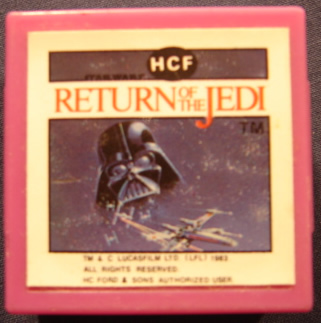 STAR WARS HCF
RETURN OF THE JEDI
TM
TM & © LUCASFILM LTD. (LFL) 1983
ALL RIGHTS RESERVED.
HC FORD & SONS AUTHORIZED USER